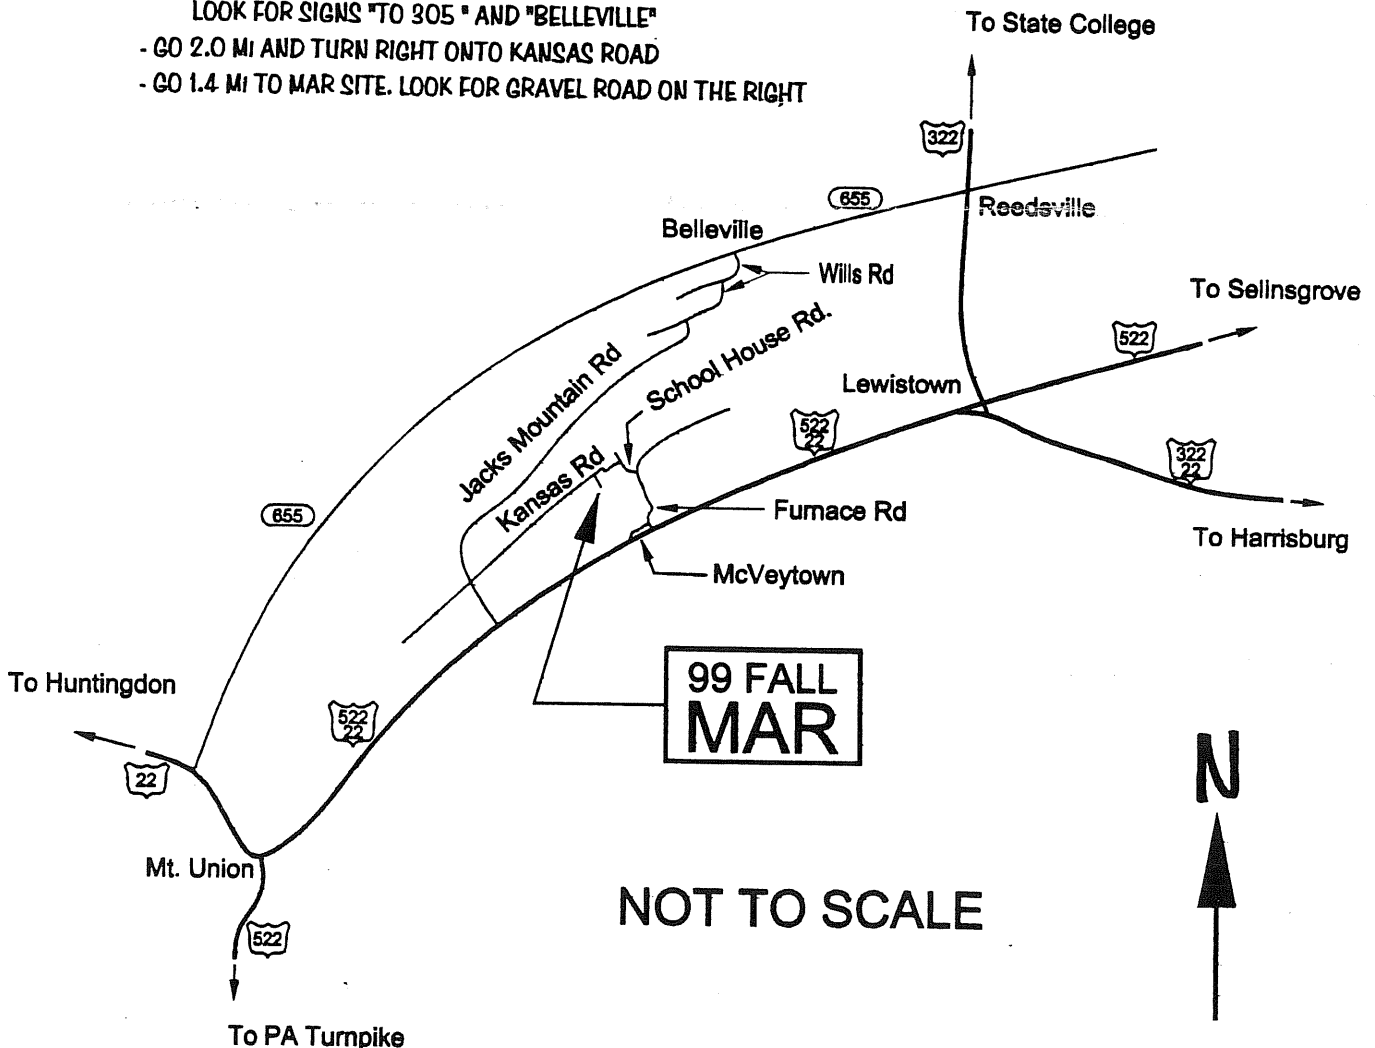 LOOK FOR SIGNS "TO 305 " AND "BELLEVILLE"
- GO 2.0 MI AND TURN RIGHT ONTO KANSAS ROAD
- GO 1.4 MI TO MAR SITE. LOOK FOR GRAVEL ROAD ON THE RIGHT
To State College
322
655
Reedsville
Belleville
Wills Rd
To Selinsgrove
School House Rd.
522
Jacks Mountain Rd
Lewistown
522
22
Kansas Rd
322
22
655
Furnace Rd
To Harrisburg
McVeytown
99 FALL
MAR
To Huntingdon
522
22
22
N
Mt. Union
NOT TO SCALE
522
To PA Turnpike